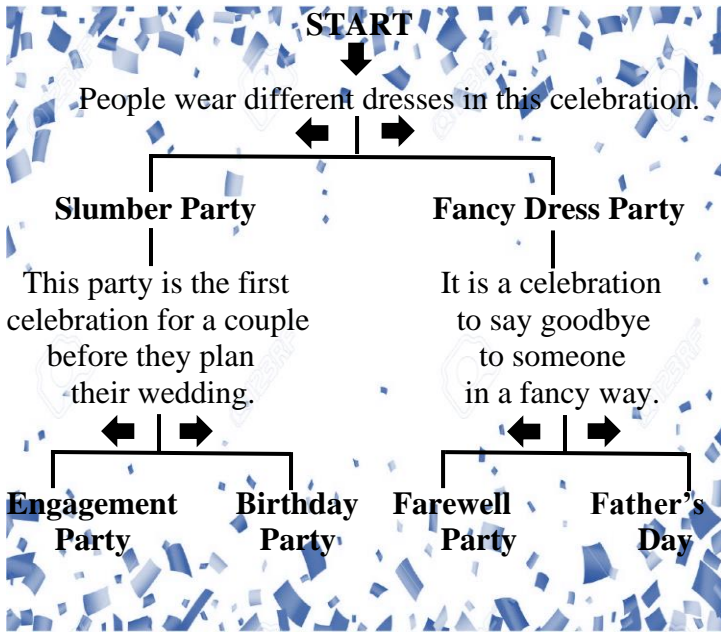 START
People wear different dresses in this celebration.
Slumber Party
Fancy Dress Party
This party is the first
celebration for a couple
before they plan
their wedding.
It is a celebration
to say goodbye
to someone
in a fancy way.
Engagement
Party
Birthday
Party
Farewell
Party
Father's
Day